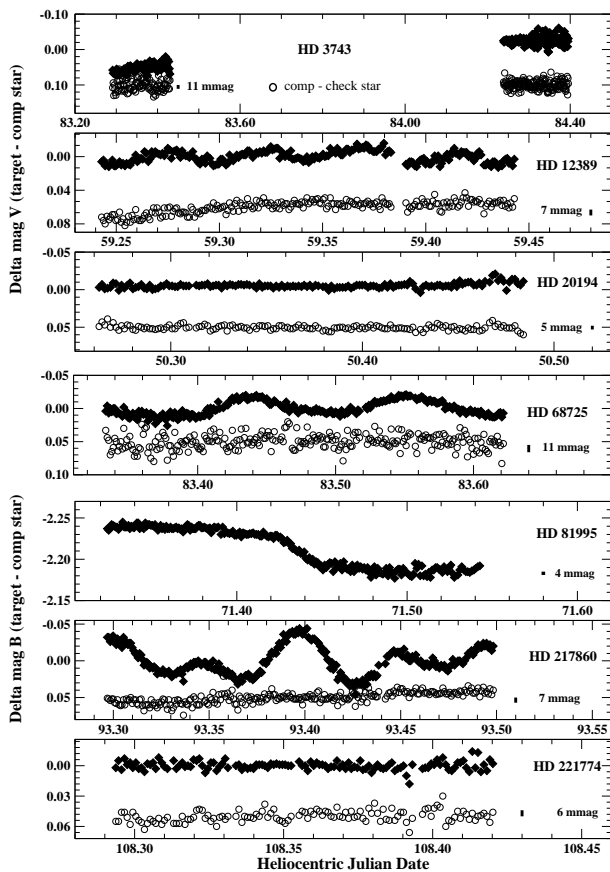 -0.10
0.00
0.10
HD 3743
11 mmag
comp - check star
83.20
83.60
84.00
84.40
Delta mag V (target - comp star)
0.00
0.04
0.08
HD 12389
7 mmag
59.25
59.30
59.35
59.40
59.45
-0.05
0.00
0.05
HD 20194
5 mmag
50.30
50.40
50.50
-0.05
0.00
0.05
0.10
HD 68725
11 mmag
83.40
83.50
83.60
Delta mag B (target - comp star)
-2.25
-2.20
-2.15
HD 81995
4 mmag
71.40
71.50
71.60
-0.05
0.00
0.05
HD 217860
7 mmag
93.30
93.35
93.40
93.45
93.50
93.55
0.00
0.03
0.06
HD 221774
6 mmag
108.30
108.35
108.40
108.45
Heliocentric Julian Date